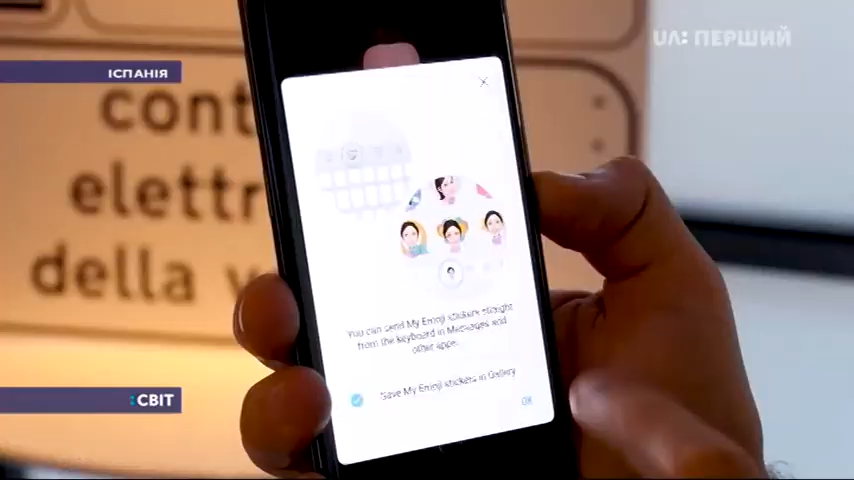 UA: ПЕРШИЙ
ІСПАНІЯ
cont
elettr
della
You can send My Emoji stickers straight
from the keyboard in Messages and
other apps.
Save My Emoji stickers in Gallery
OK
:СВІТ